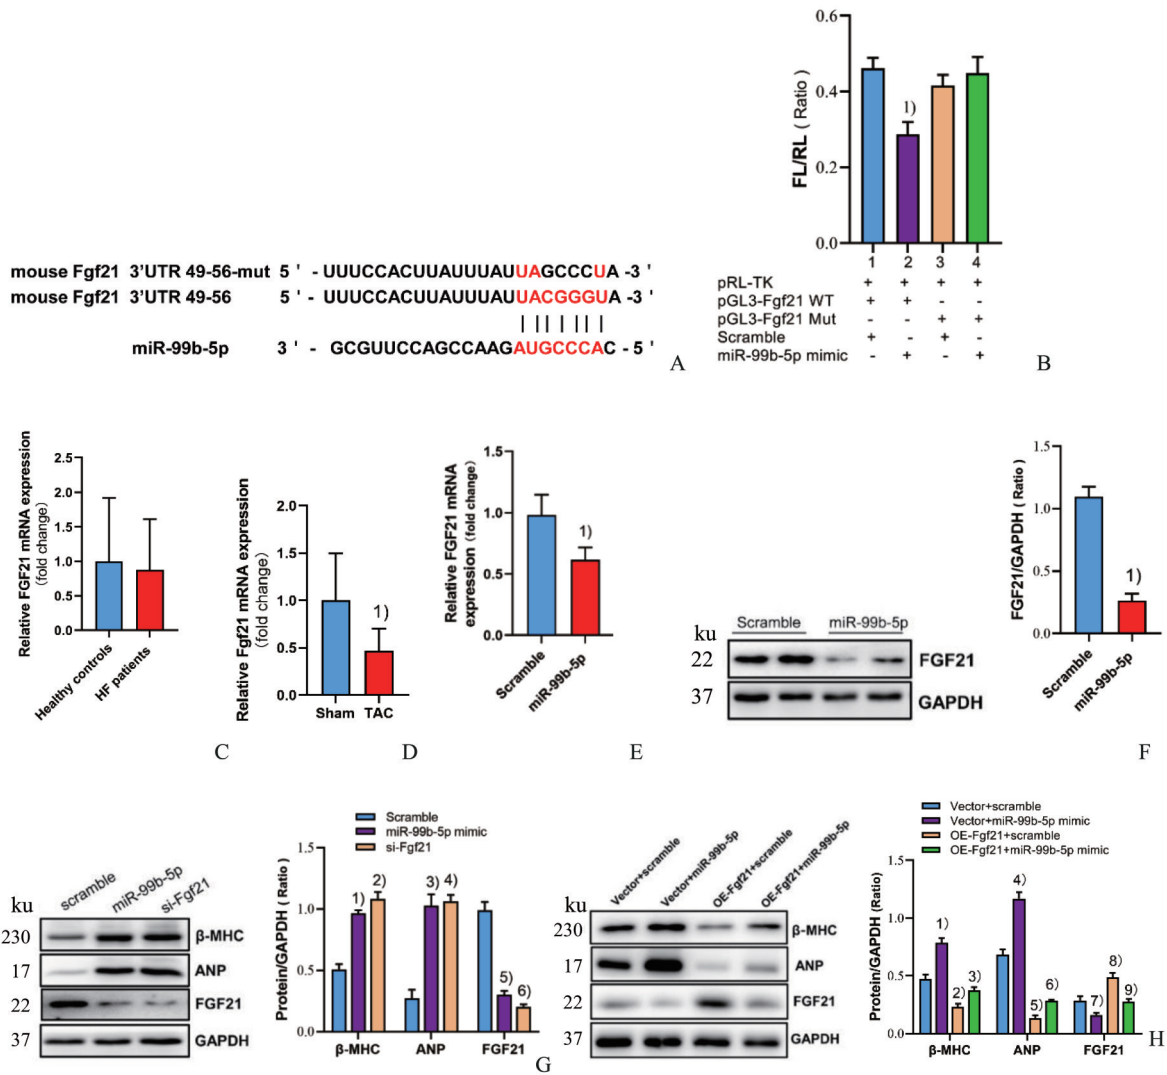 mouse Fgf21 3'UTR 49-56-mut 5 ' - UUUCCACUUAUUUAUUAGCCCUA -3 '
mouse Fgf21 3'UTR 49-56 5 ' - UUUCCACUUAUUUAUUACGGGUA -3 '
miR-99b-5p 3 ' - GCGUUCCAGCCAAGAUGCCCAC - 5 '
A
FL/RL ( Ratio )
0.6
0.4
0.2
0.0
1)
1 2 3 4
pRL-TK + + + +
pGL3-Fgf21 WT + + - -
pGL3-Fgf21 Mut - - + +
Scramble + - + -
miR-99b-5p mimic - + - +
B
Relative FGF21 mRNA expression
(fold change)
2.5
2.0
1.5
1.0
0.5
0.0
Healthy controls
HF patients
C
Relative Fgf21 mRNA expression
(fold change)
2.0
1.5
1.0
0.5
0.0
1)
Sham TAC
D
Relative FGF21 mRNA
expression (fold change)
1.5
1.0
0.5
0.0
1)
Scramble
miR-99b-5p
E
ku
Scramble miR-99b-5p
22 FGF21
37 GAPDH
FGF21/GAPDH ( Ratio )
1.5
1.0
0.5
0.0
1)
Scramble
miR-99b-5p
F
ku
scramble
miR-99b-5p
si-Fgf21
230 β-MHC
17 ANP
22 FGF21
37 GAPDH
Scramble
miR-99b-5p mimic
si-Fgf21
Protein/GAPDH ( Ratio )
1.5
1.0
0.5
0.0
1) 2) 3) 4) 5) 6)
β-MHC ANP FGF21
G
ku
Vector+scramble
Vector+miR-99b-5p
OE-Fgf21+scramble
OE-Fgf21+miR-99b-5p
230 β-MHC
17 ANP
22 FGF21
37 GAPDH
Vector+scramble
Vector+miR-99b-5p mimic
OE-Fgf21+scramble
OE-Fgf21+miR-99b-5p mimic
Protein/GAPDH (Ratio)
1.5
1.0
0.5
0.0
1) 2) 3) 4) 5) 6) 7) 8) 9)
β-MHC ANP FGF21
H